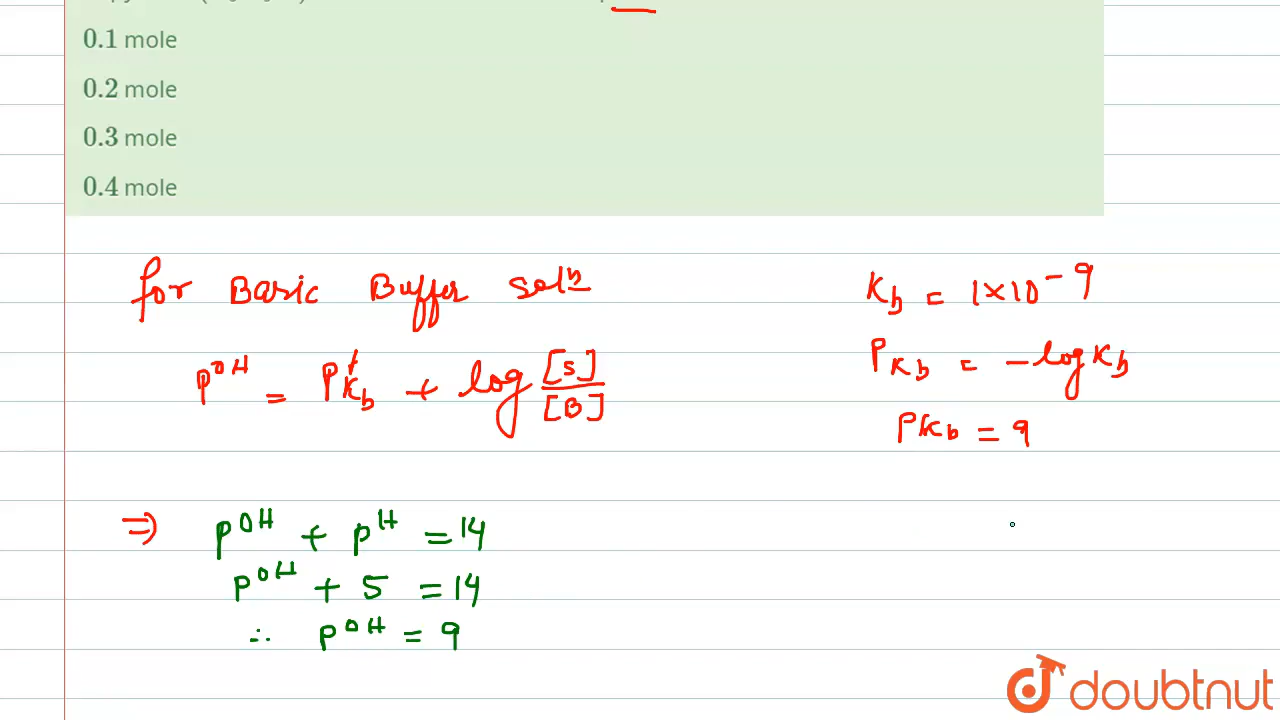 0.1 mole
0.2 mole
0.3 mole
0.4 mole
for Basic Buffer solⁿ
Kb = 1×10⁻⁹
pOH = PKb + log [S]/[B]
PKb = -log Kb
PKb = 9
⇒ pOH + pH = 14
pOH + 5 = 14
∴ pOH = 9
doubtnut